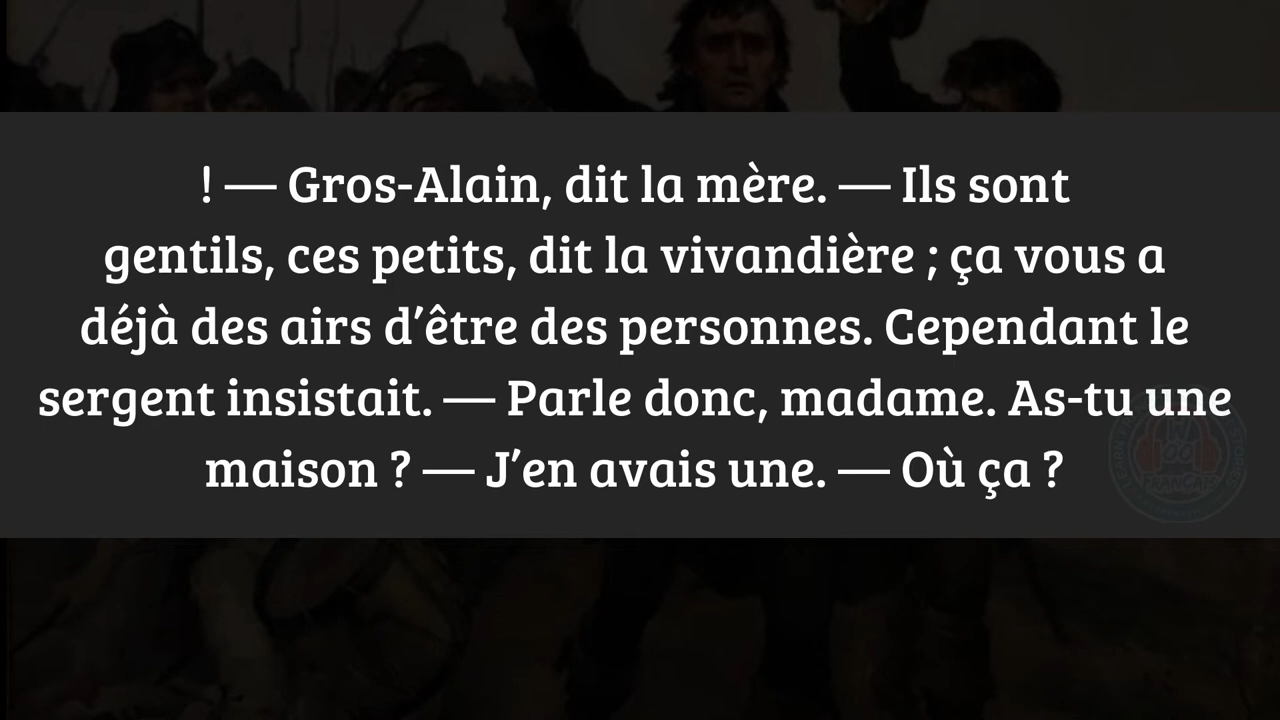 ! — Gros-Alain, dit la mère. — Ils sont
gentils, ces petits, dit la vivandière ; ça vous a
déjà des airs d’être des personnes. Cependant le
sergent insistait. — Parle donc, madame. As-tu une
maison ? — J’en avais une. — Où ça ?
FRANÇAIS